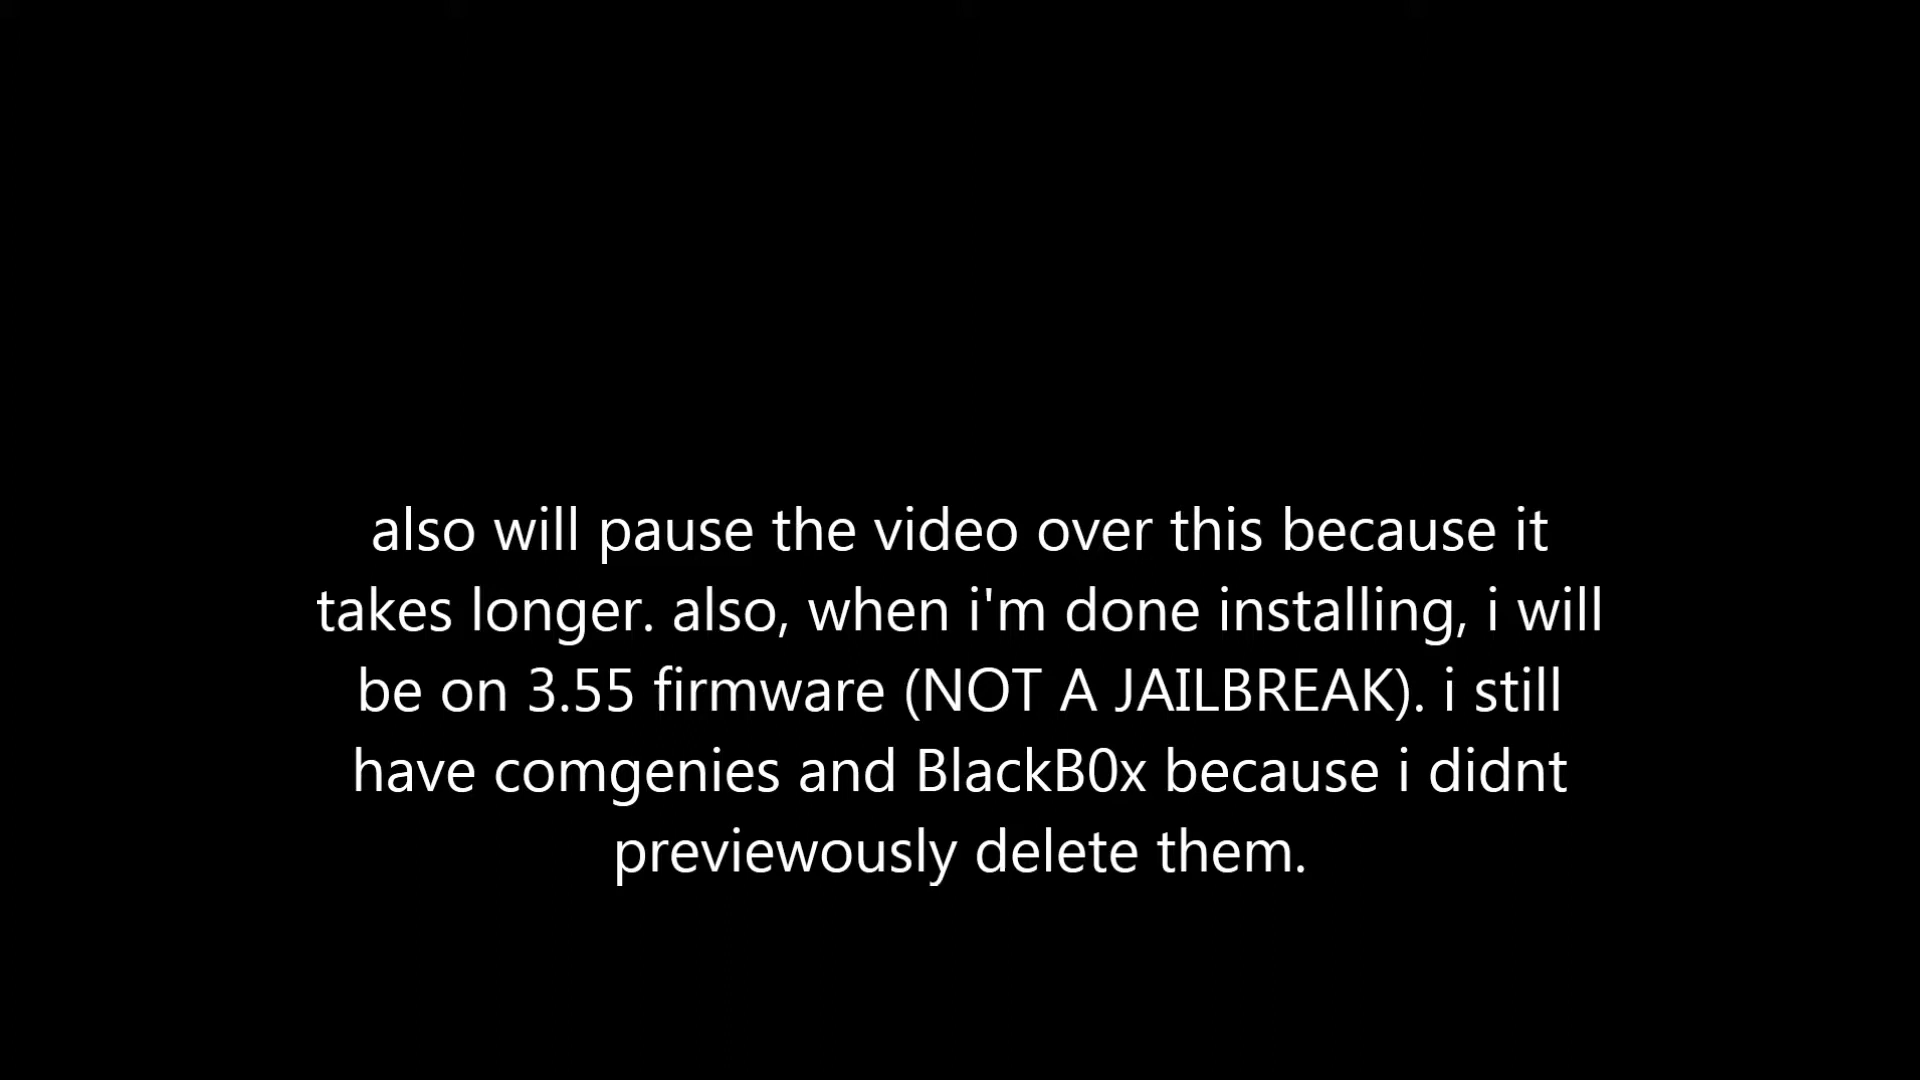 also will pause the video over this because it
takes longer. also, when i'm done installing, i will
be on 3.55 firmware (NOT A JAILBREAK). i still
have comgenies and BlackB0x because i didnt
previewously delete them.